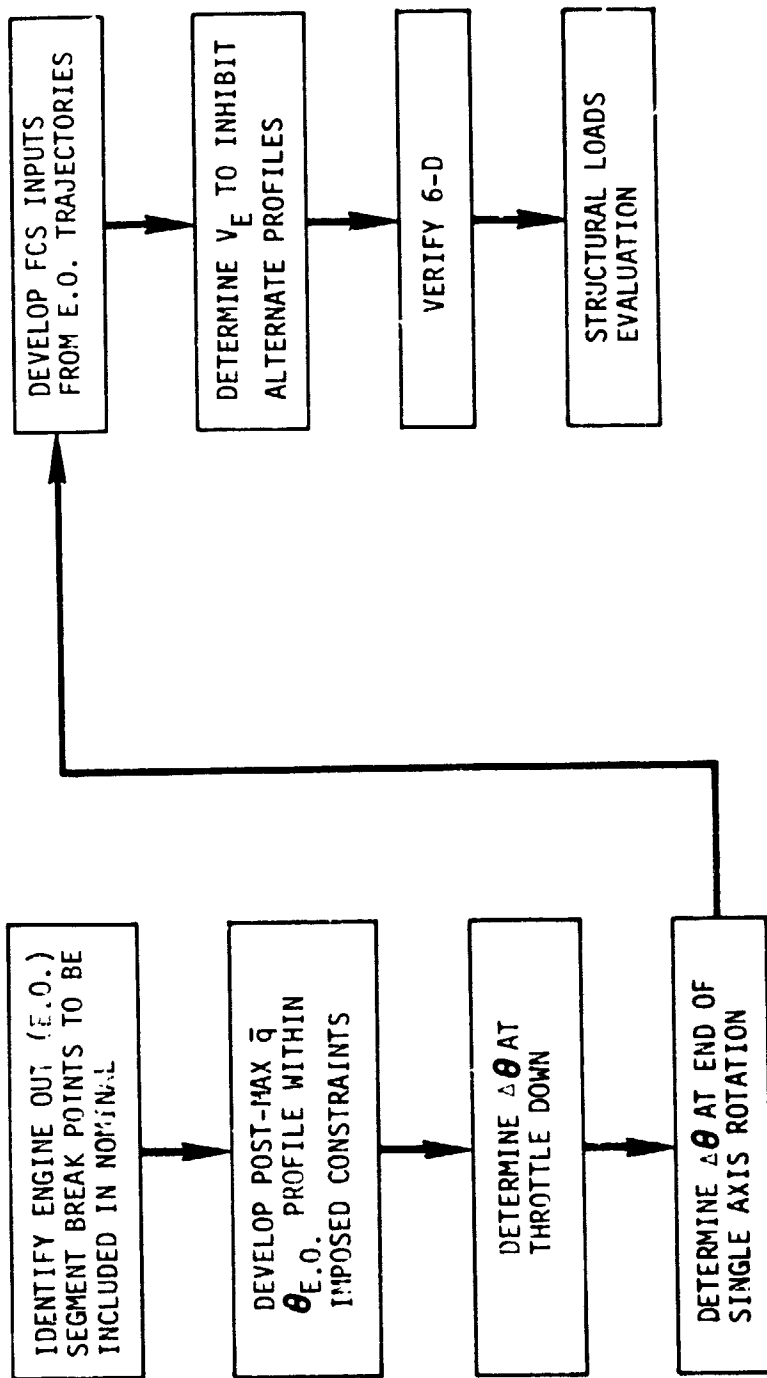 IDENTIFY ENGINE OUT (E.O.)
SEGMENT BREAK POINTS TO BE
INCLUDED IN NOMINAL
DEVELOP POST-MAX q̄
θE.O. PROFILE WITHIN
IMPOSED CONSTRAINTS
DETERMINE Δθ AT
THROTTLE DOWN
DETERMINE Δθ AT END OF
SINGLE AXIS ROTATION
DEVELOP FCS INPUTS
FROM E.O. TRAJECTORIES
DETERMINE VE TO INHIBIT
ALTERNATE PROFILES
VERIFY 6-D
STRUCTURAL LOADS
EVALUATION